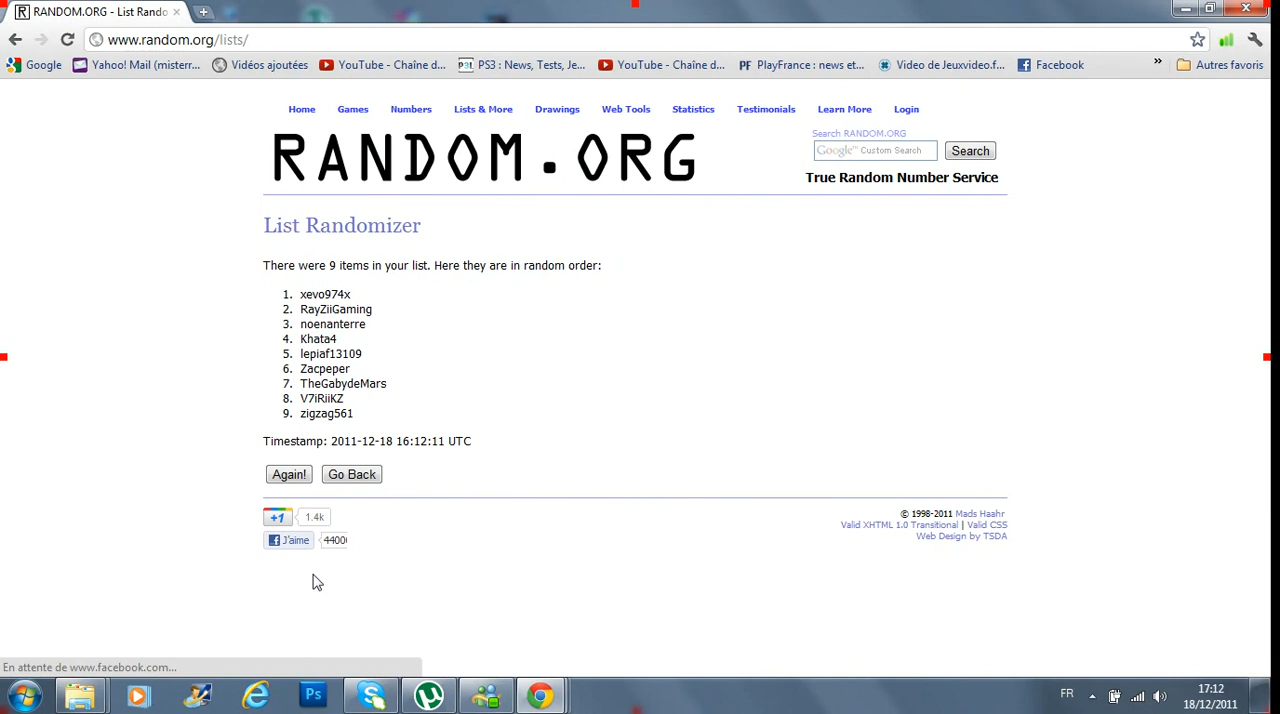 RANDOM.ORG - List Rando
www.random.org/lists/
Google Yahoo! Mail (misterr... Vidéos ajoutées YouTube - Chaîne d... PS3 : News, Tests, Je... YouTube - Chaîne d... PlayFrance : news et... Video de Jeuxvideo.f... Facebook » Autres favoris
Home Games Numbers Lists & More Drawings Web Tools Statistics Testimonials Learn More Login
RANDOM.ORG
Search RANDOM.ORG
Google™ Custom Search Search
True Random Number Service
List Randomizer
There were 9 items in your list. Here they are in random order:
1. xevo974x
2. RayZiiGaming
3. noenanterre
4. Khata4
5. lepiaf13109
6. Zacpeper
7. TheGabydeMars
8. V7iRiiKZ
9. zigzag561
Timestamp: 2011-12-18 16:12:11 UTC
Again! Go Back
+1 1.4k
J'aime 4400
© 1998-2011 Mads Haahr
Valid XHTML 1.0 Transitional | Valid CSS
Web Design by TSDA
En attente de www.facebook.com...
Ps
FR
17:12
18/12/2011